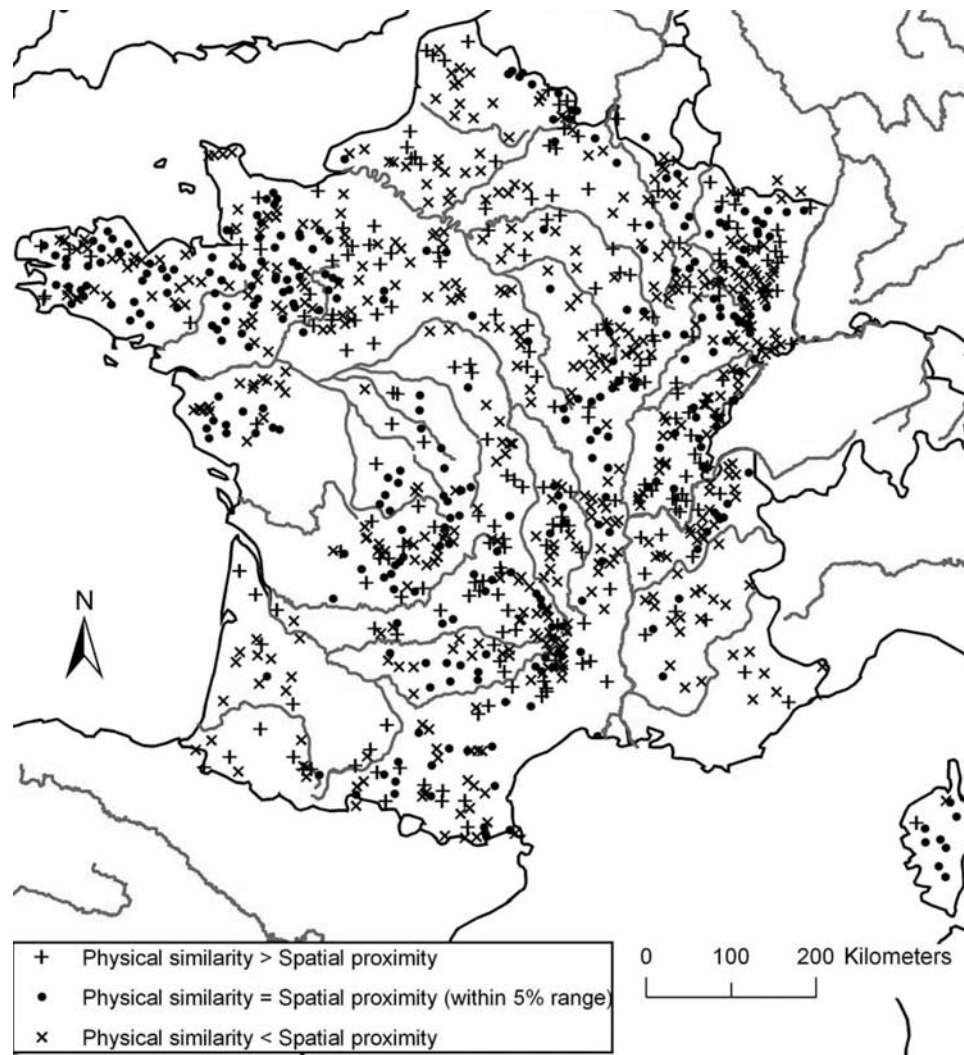 N
+ Physical similarity > Spatial proximity
• Physical similarity = Spatial proximity (within 5% range)
× Physical similarity < Spatial proximity
0 100 200 Kilometers